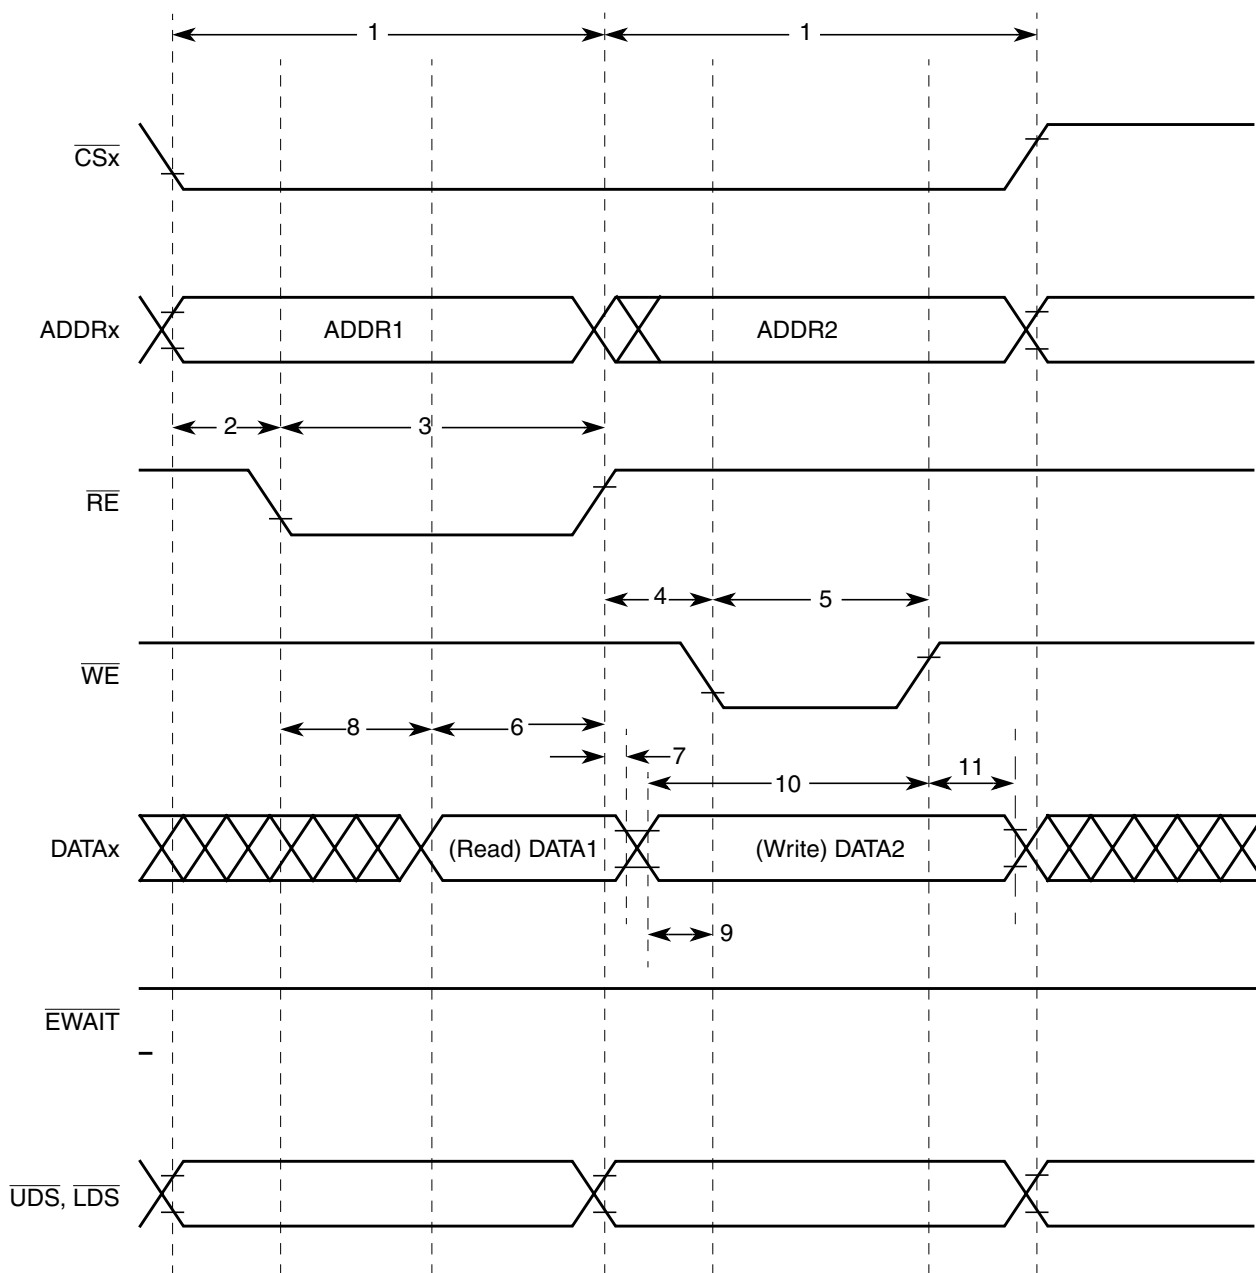 1 1
CSx
ADDRx ADDR1 ADDR2
2 3
RE
4 5
WE
8 6
7
10 11
DATAx (Read) DATA1 (Write) DATA2
9
EWAIT
UDS, LDS